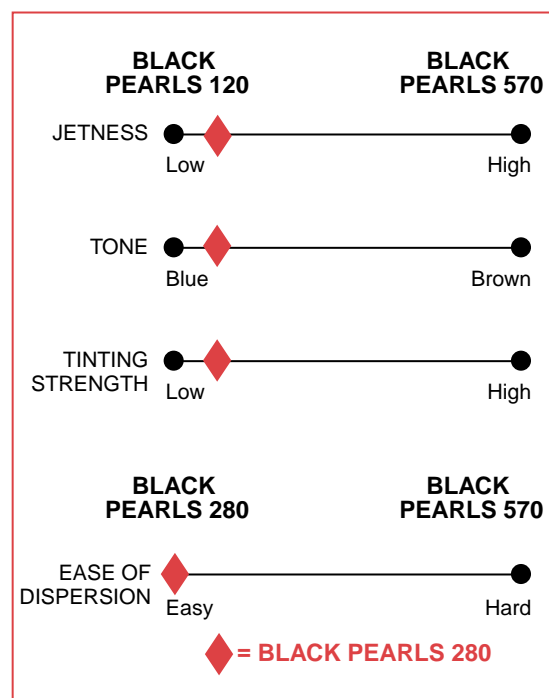 BLACK PEARLS 120
BLACK PEARLS 570
JETNESS
Low
High
TONE
Blue
Brown
TINTING
STRENGTH
Low
High
BLACK
PEARLS 280
BLACK
PEARLS 570
EASE OF
DISPERSION
Easy
Hard
= BLACK PEARLS 280